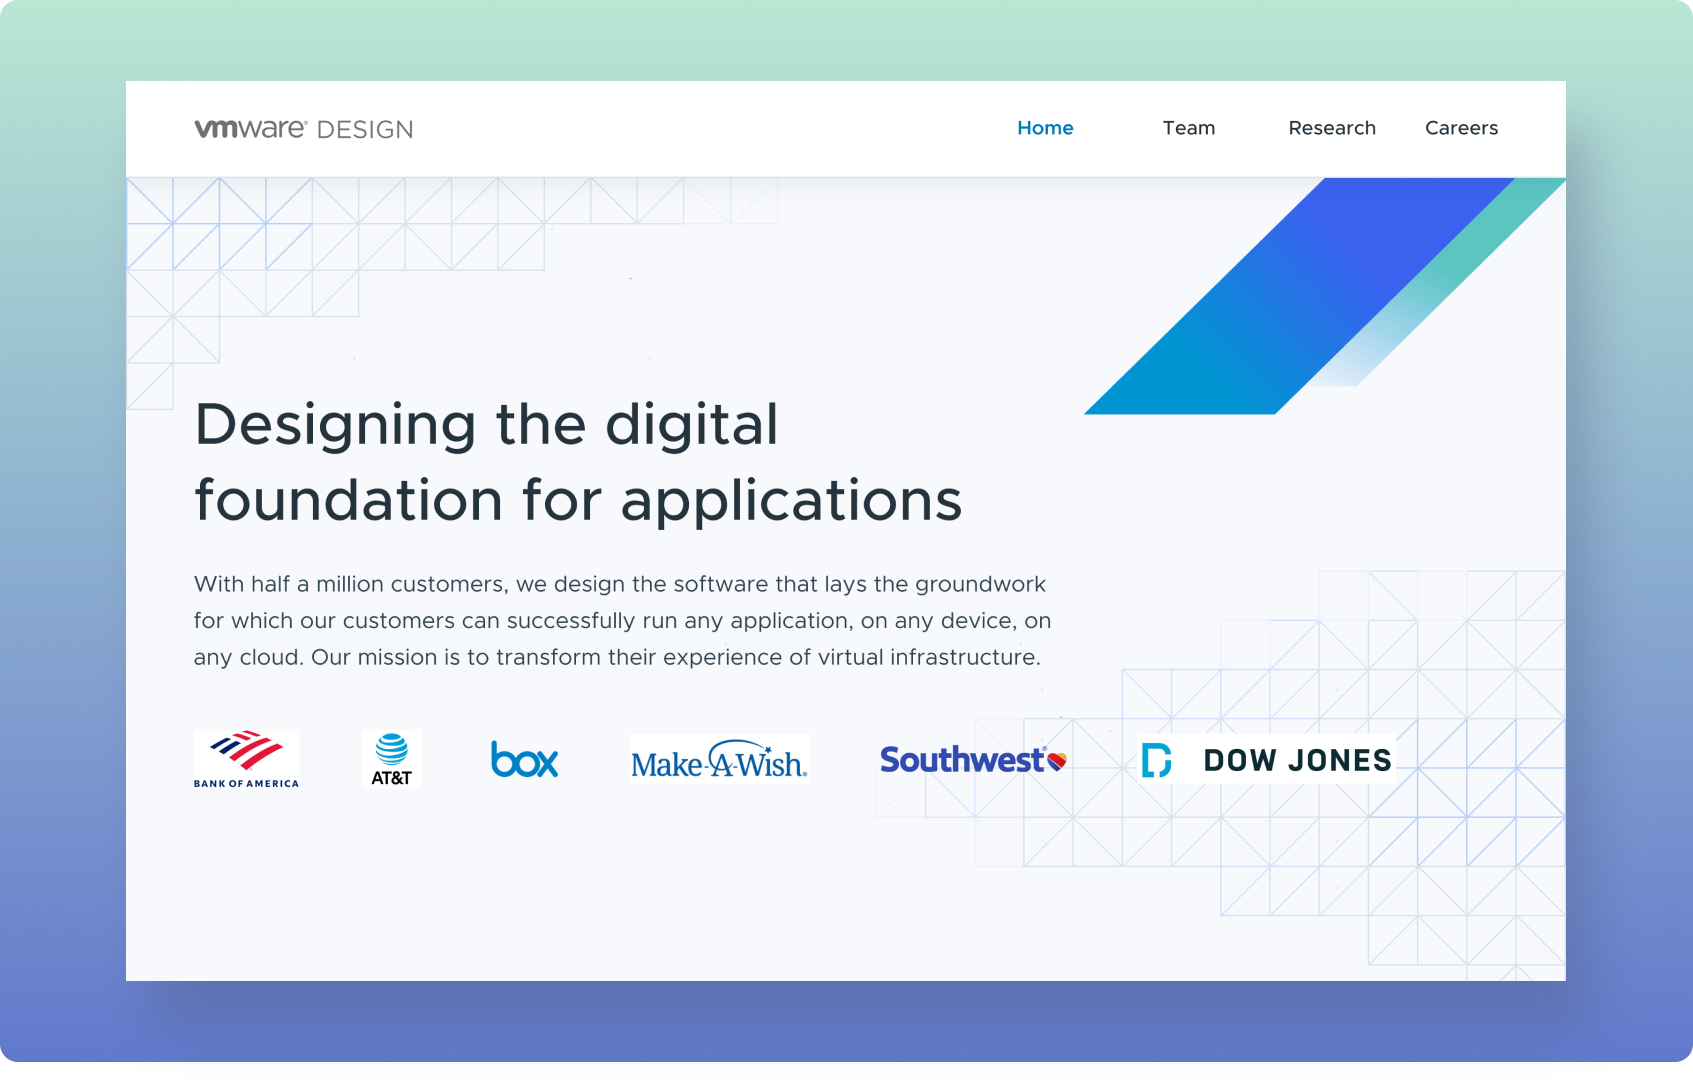 vmware® DESIGN
Home Team Research Careers
Designing the digital
foundation for applications
With half a million customers, we design the software that lays the groundwork
for which our customers can successfully run any application, on any device, on
any cloud. Our mission is to transform their experience of virtual infrastructure.
BANK OF AMERICA
AT&T
box
Make-A-Wish®
Southwest®
DOW JONES